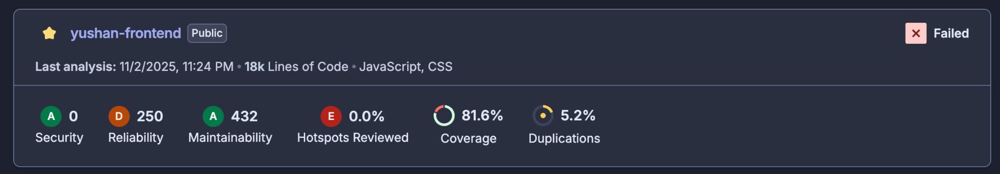 yushan-frontend Public
Failed
Last analysis: 11/2/2025, 11:24 PM • 18k Lines of Code • JavaScript, CSS
A 0 D 250 A 432 E 0.0% 81.6% 5.2%
Security Reliability Maintainability Hotspots Reviewed Coverage Duplications